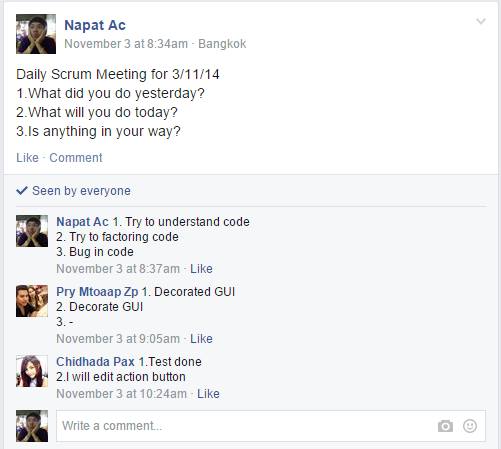 Napat Ac
November 3 at 8:34am · Bangkok
Daily Scrum Meeting for 3/11/14
1.What did you do yesterday?
2.What will you do today?
3.Is anything in your way?
Like · Comment
Seen by everyone
Napat Ac 1. Try to understand code
2. Try to factoring code
3. Bug in code
November 3 at 8:37am · Like
Pry Mtoaap Zp 1. Decorated GUI
2. Decorate GUI
3. -
November 3 at 9:05am · Like
Chidhada Pax 1.Test done
2.I will edit action button
November 3 at 10:24am · Like
Write a comment...